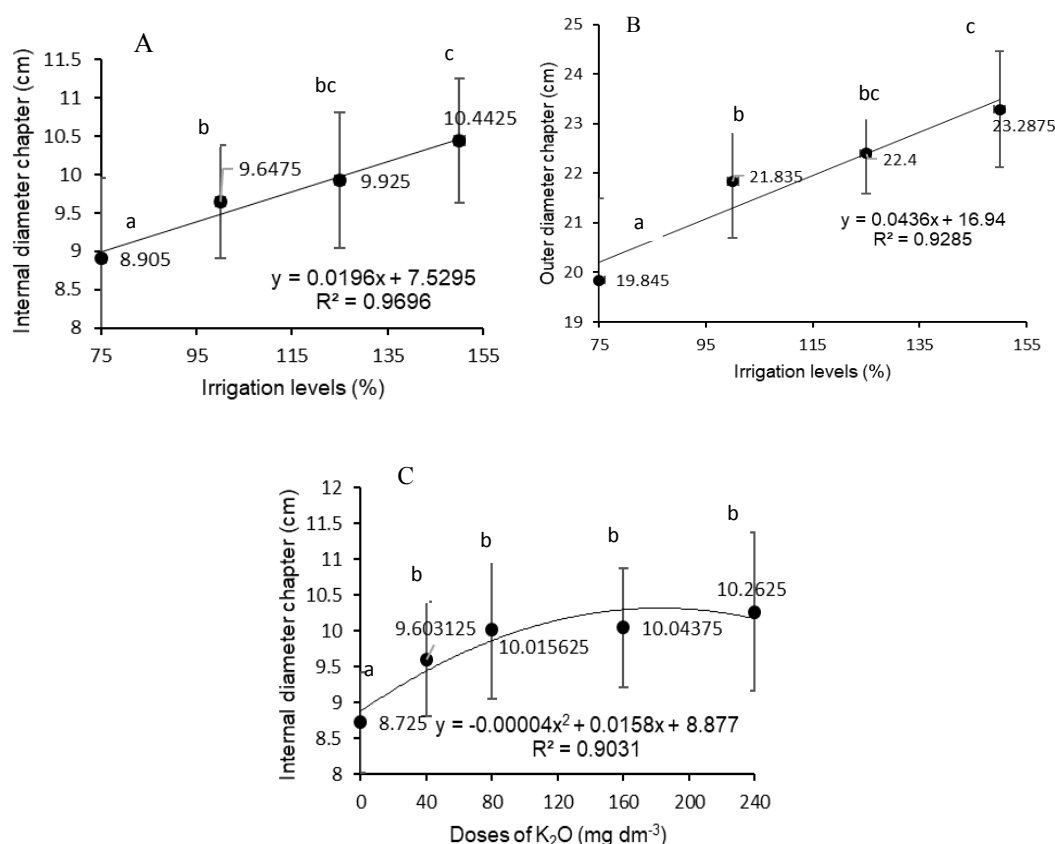 A
Internal diameter chapter (cm)
11.5
11
10.5
10
9.5
9
8.5
8
a
b
bc
c
8.905
9.6475
9.925
10.4425
y = 0.0196x + 7.5295
R² = 0.9696
75
95
115
135
155
Irrigation levels (%)
B
Outer diameter chapter (cm)
25
24
23
22
21
20
19
a
b
bc
c
19.845
21.835
22.4
23.2875
y = 0.0436x + 16.94
R² = 0.9285
75
95
115
135
155
Irrigation levels (%)
C
Internal diameter chapter (cm)
12
11.5
11
10.5
10
9.5
9
8.5
8
a
b
b
b
b
8.725
9.603125
10.015625
10.04375
10.2625
y = -0.00004x² + 0.0158x + 8.877
R² = 0.9031
0
40
80
120
160
200
240
Doses of K₂O (mg dm⁻³)